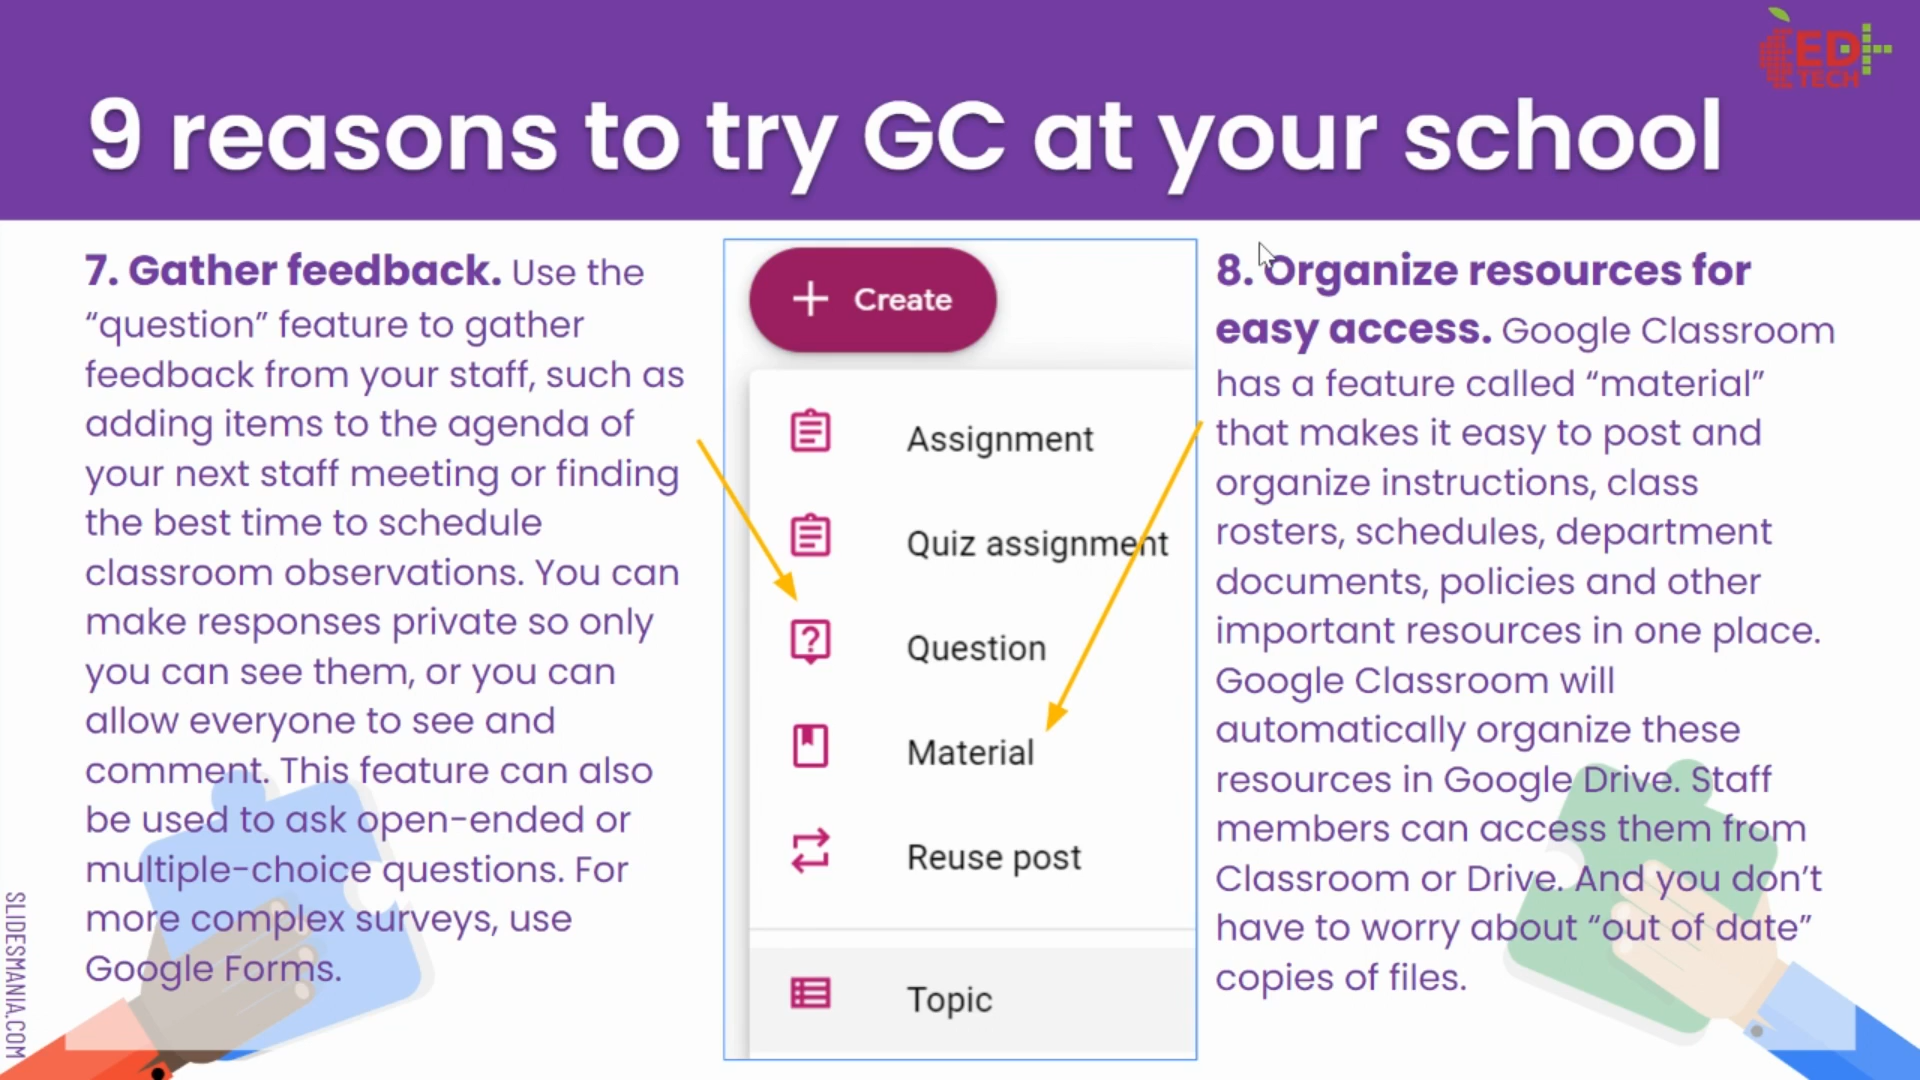 ED+
TECH
9 reasons to try GC at your school
7. Gather feedback. Use the
“question” feature to gather
feedback from your staff, such as
adding items to the agenda of
your next staff meeting or finding
the best time to schedule
classroom observations. You can
make responses private so only
you can see them, or you can
allow everyone to see and
comment. This feature can also
be used to ask open-ended or
multiple-choice questions. For
more complex surveys, use
Google Forms.
+ Create
Assignment
Quiz assignment
Question
Material
Reuse post
Topic
8. Organize resources for
easy access. Google Classroom
has a feature called “material”
that makes it easy to post and
organize instructions, class
rosters, schedules, department
documents, policies and other
important resources in one place.
Google Classroom will
automatically organize these
resources in Google Drive. Staff
members can access them from
Classroom or Drive. And you don’t
have to worry about “out of date”
copies of files.
SLIDESMANIA.COM